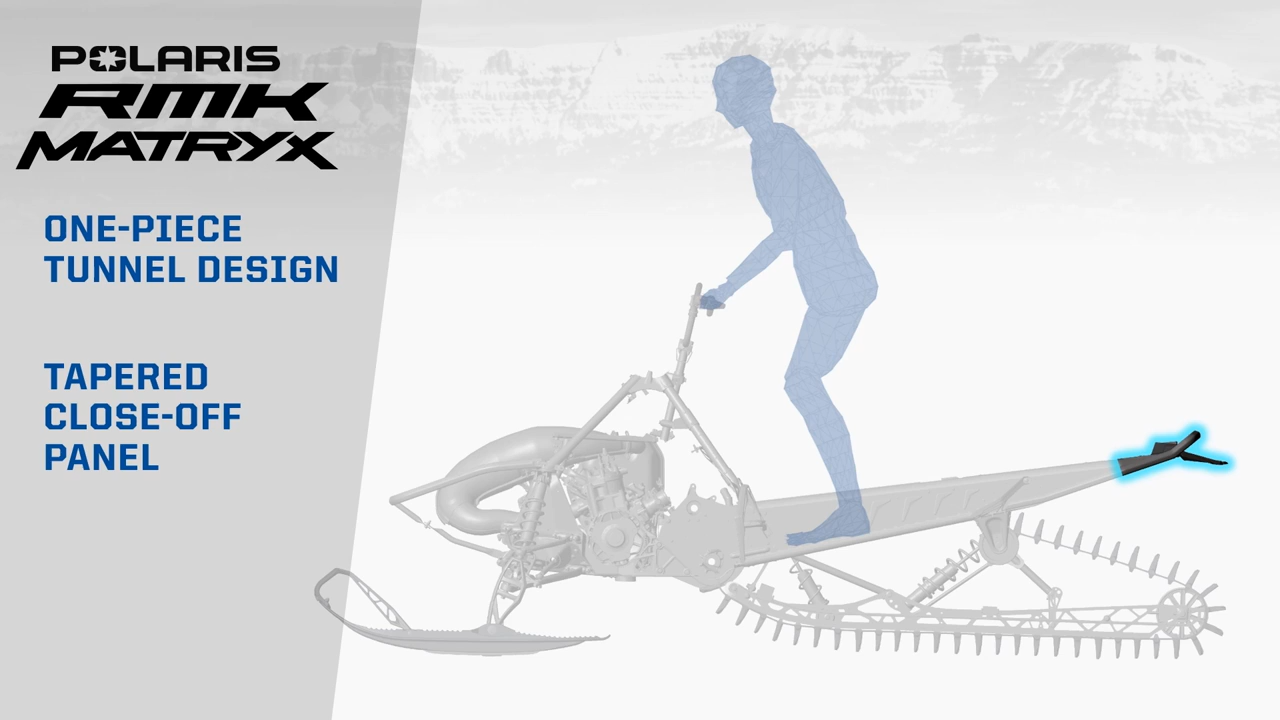 POLARIS
RMK
MATRYX
ONE-PIECE
TUNNEL DESIGN
TAPERED
CLOSE-OFF
PANEL